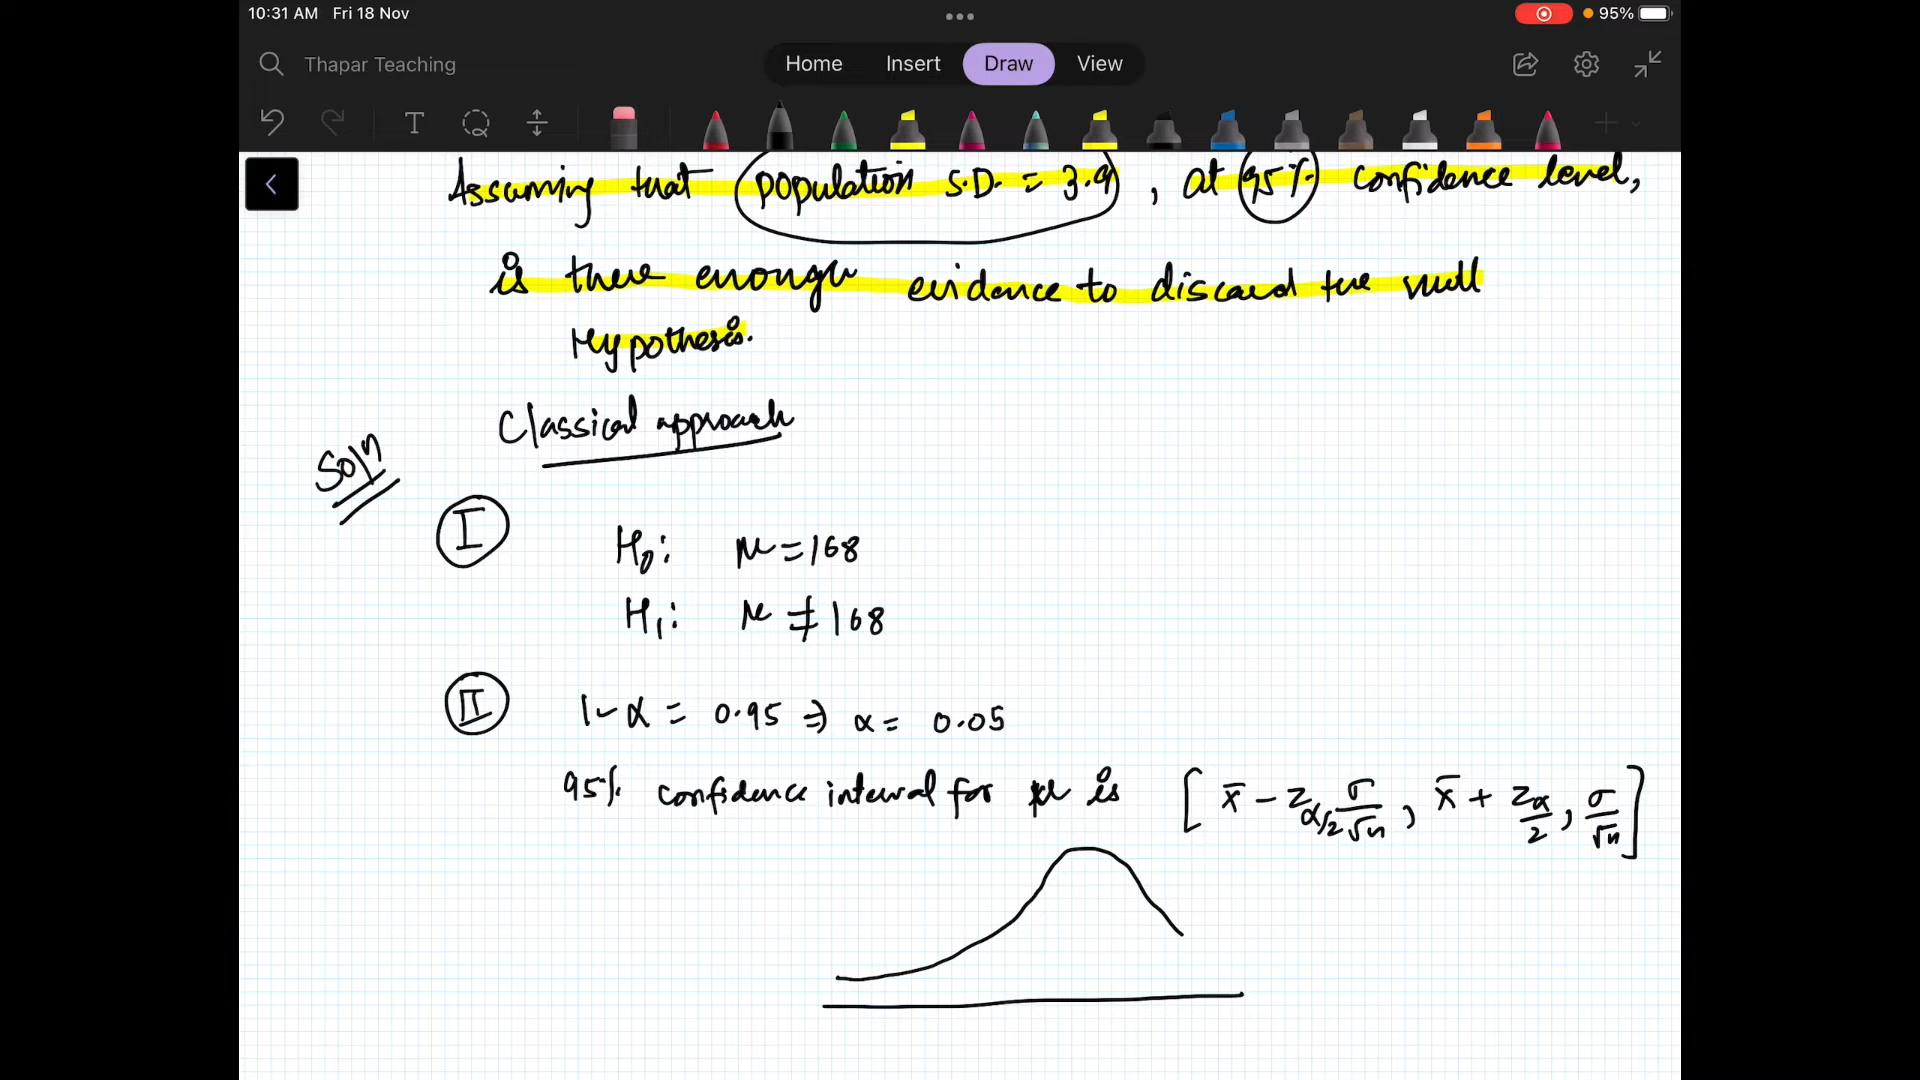 10:31 AM Fri 18 Nov
95%
Thapar Teaching
Home Insert Draw View
T
Assuming that population S.D. = 3.9, at 95% confidence level,
is there enough evidence to discard the null
Hypothesis.
Classical approach
Soln
I H₀: μ = 168
H₁: μ ≠ 168
II 1 - α = 0.95 ⇒ α = 0.05
95% confidence interval for μ is [ x̄ - z_{α/2} σ/√n, x̄ + z_{α/2}, σ/√n ]